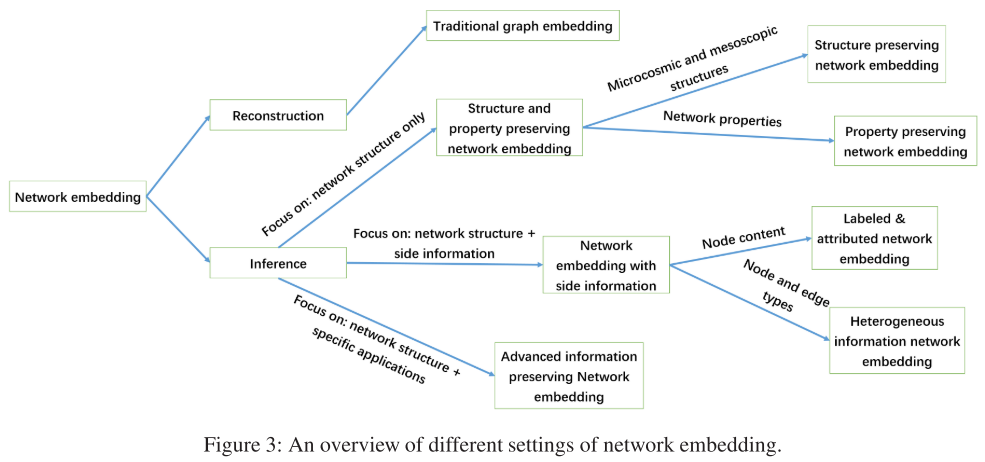 Traditional graph embedding
Reconstruction
Network embedding
Inference
Focus on: network structure only
Structure and
property preserving
network embedding
Microcosmic and mesoscopic
structures
Structure preserving
network embedding
Network properties
Property preserving
network embedding
Focus on: network structure +
side information
Network
embedding with
side information
Node content
Labeled &
attributed network
embedding
Node and edge
types
Heterogeneous
information network
embedding
Focus on: network structure +
specific applications
Advanced information
preserving Network
embedding
Figure 3: An overview of different settings of network embedding.